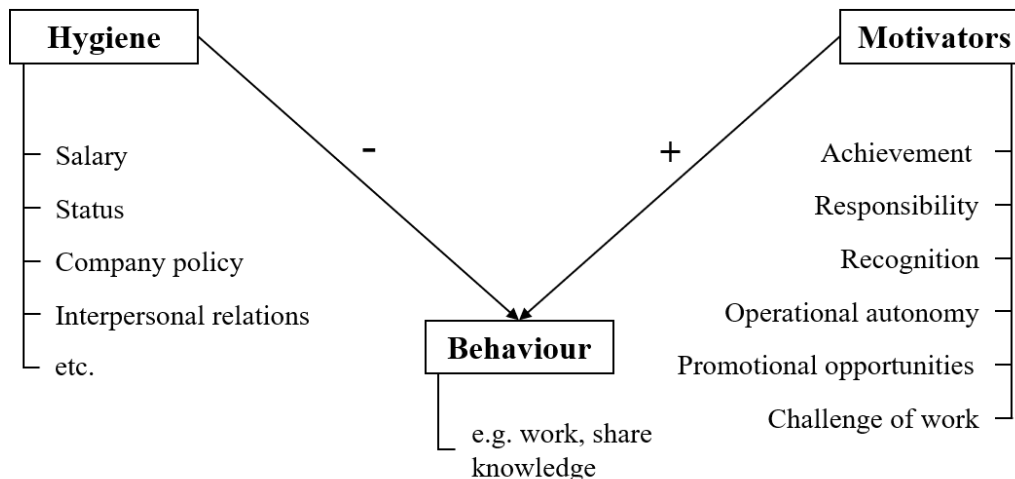 Hygiene
Salary
Status
Company policy
Interpersonal relations
etc.
-
+
Motivators
Achievement
Responsibility
Recognition
Operational autonomy
Promotional opportunities
Challenge of work
Behaviour
e.g. work, share
knowledge